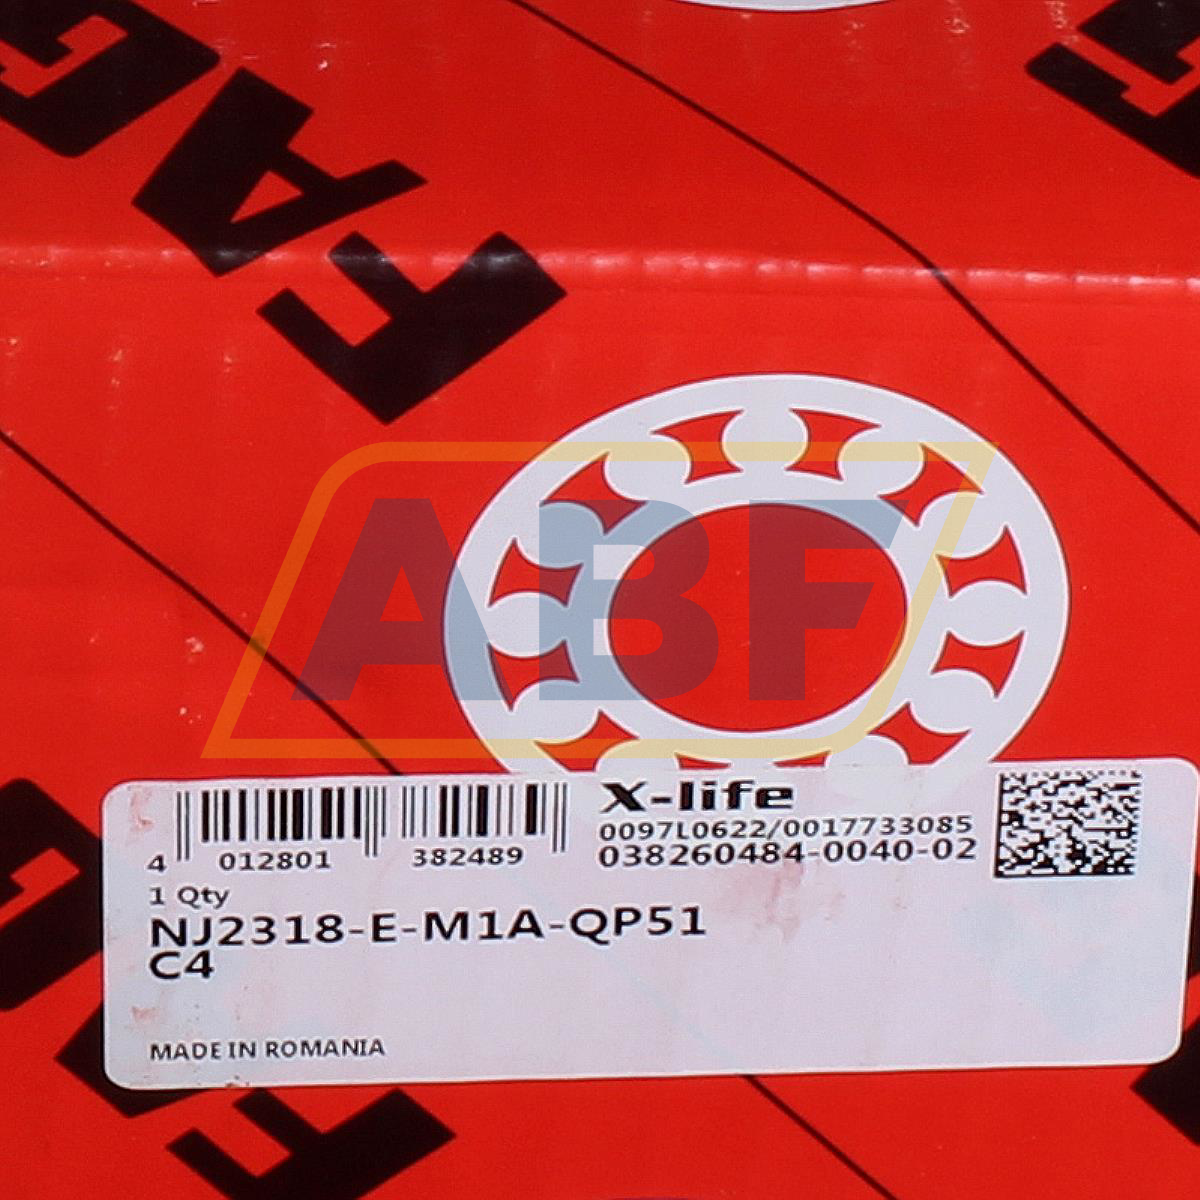 FAG
ABF
X-life
0097L0622/0017733085
038260484-0040-02
4 012801 382489
1 Qty
NJ2318-E-M1A-QP51
C4
MADE IN ROMANIA